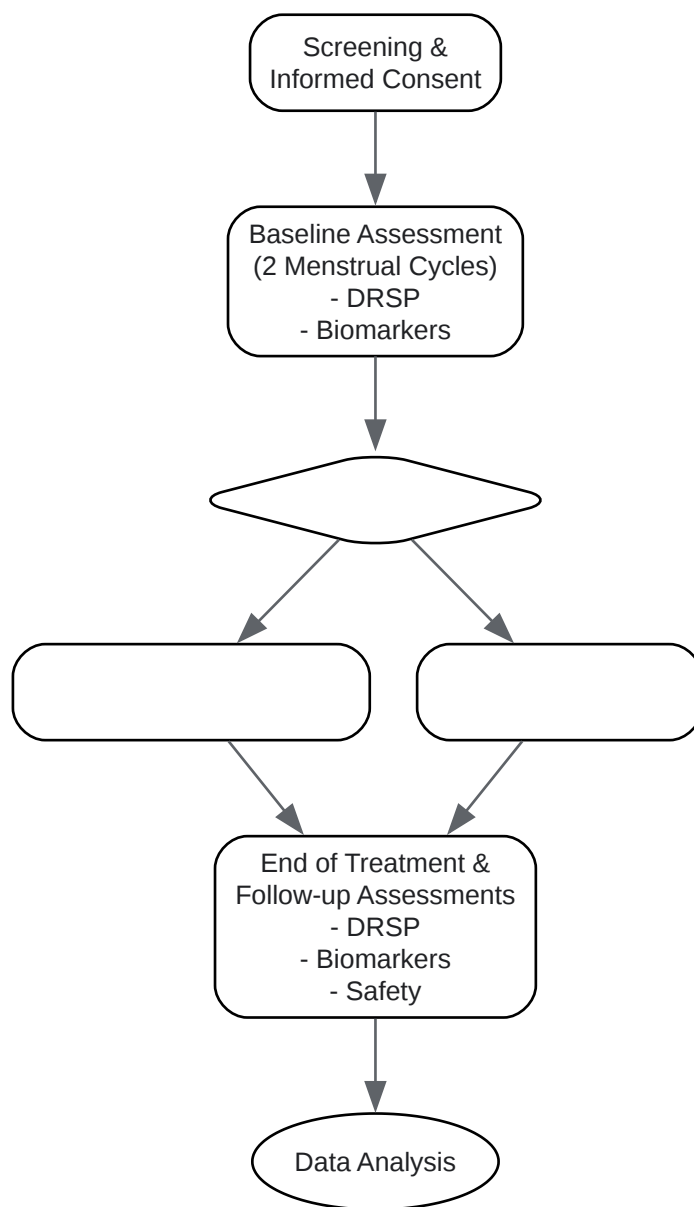 Screening &
Informed Consent
Baseline Assessment
(2 Menstrual Cycles)
- DRSP
- Biomarkers
End of Treatment &
Follow-up Assessments
- DRSP
- Biomarkers
- Safety
Data Analysis